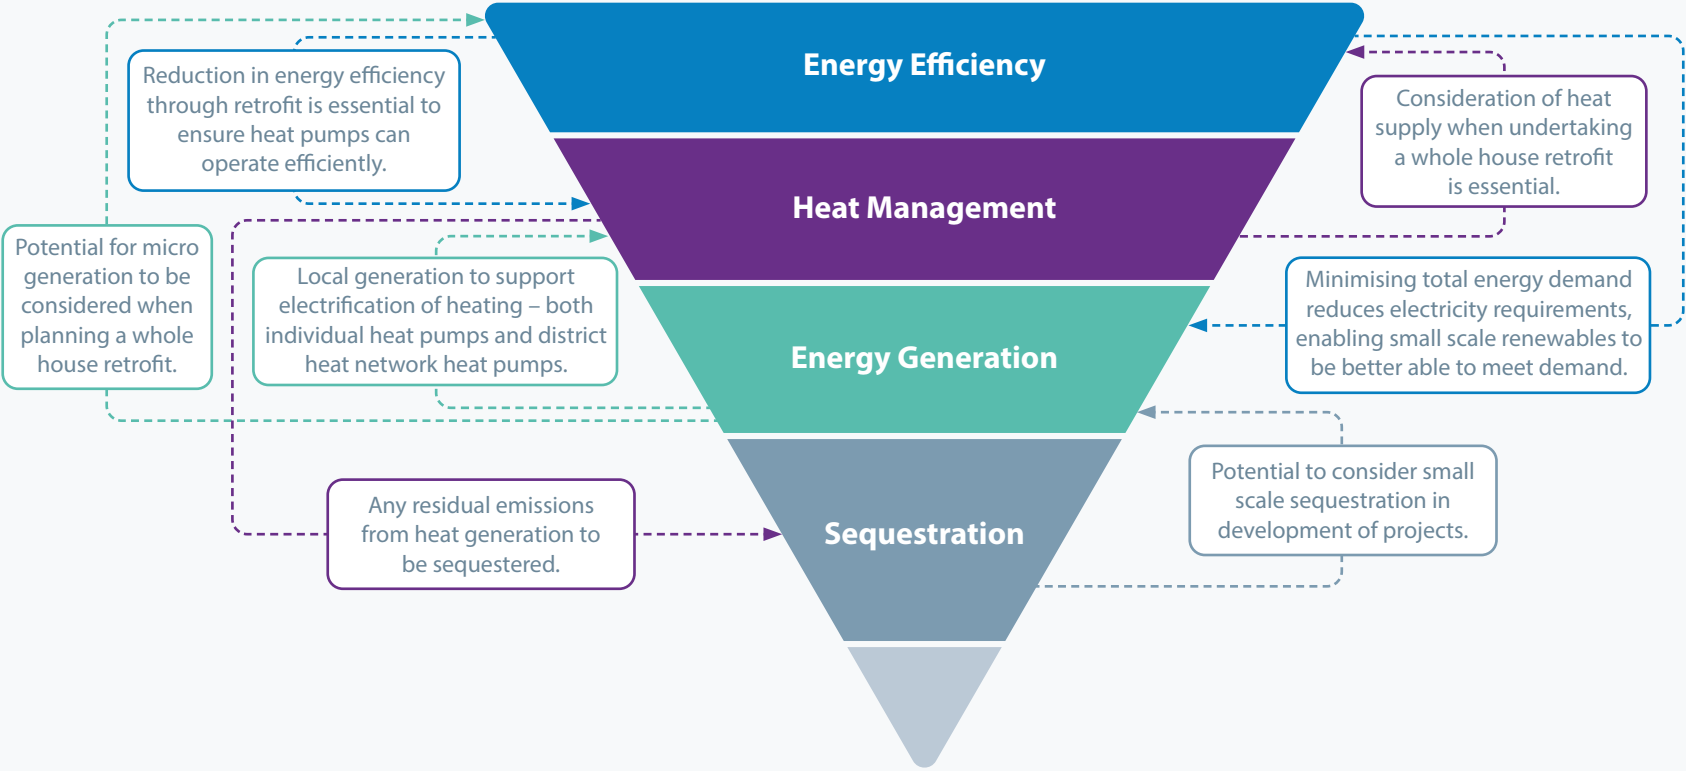 Energy Efficiency
Reduction in energy efficiency
through retrofit is essential to
ensure heat pumps can
operate efficiently.
Consideration of heat
supply when undertaking
a whole house retrofit
is essential.
Heat Management
Potential for micro
generation to be
considered when
planning a whole
house retrofit.
Local generation to support
electrification of heating – both
individual heat pumps and district
heat network heat pumps.
Minimising total energy demand
reduces electricity requirements,
enabling small scale renewables to
be better able to meet demand.
Energy Generation
Any residual emissions
from heat generation to
be sequestered.
Sequestration
Potential to consider small
scale sequestration in
development of projects.